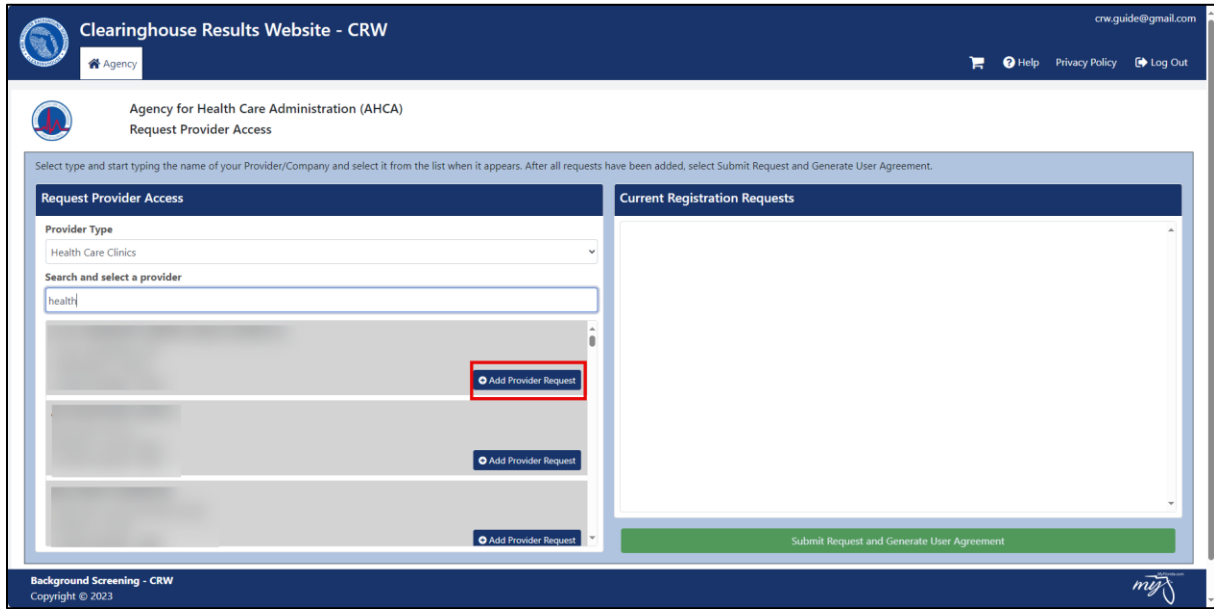 crw.guide@gmail.com
Clearinghouse Results Website - CRW
Agency
Help Privacy Policy Log Out
Agency for Health Care Administration (AHCA)
Request Provider Access
Select type and start typing the name of your Provider/Company and select it from the list when it appears. After all requests have been added, select Submit Request and Generate User Agreement.
Request Provider Access
Provider Type
Health Care Clinics
Search and select a provider
health
Add Provider Request
Add Provider Request
Add Provider Request
Current Registration Requests
Submit Request and Generate User Agreement
Background Screening - CRW
Copyright © 2023
my